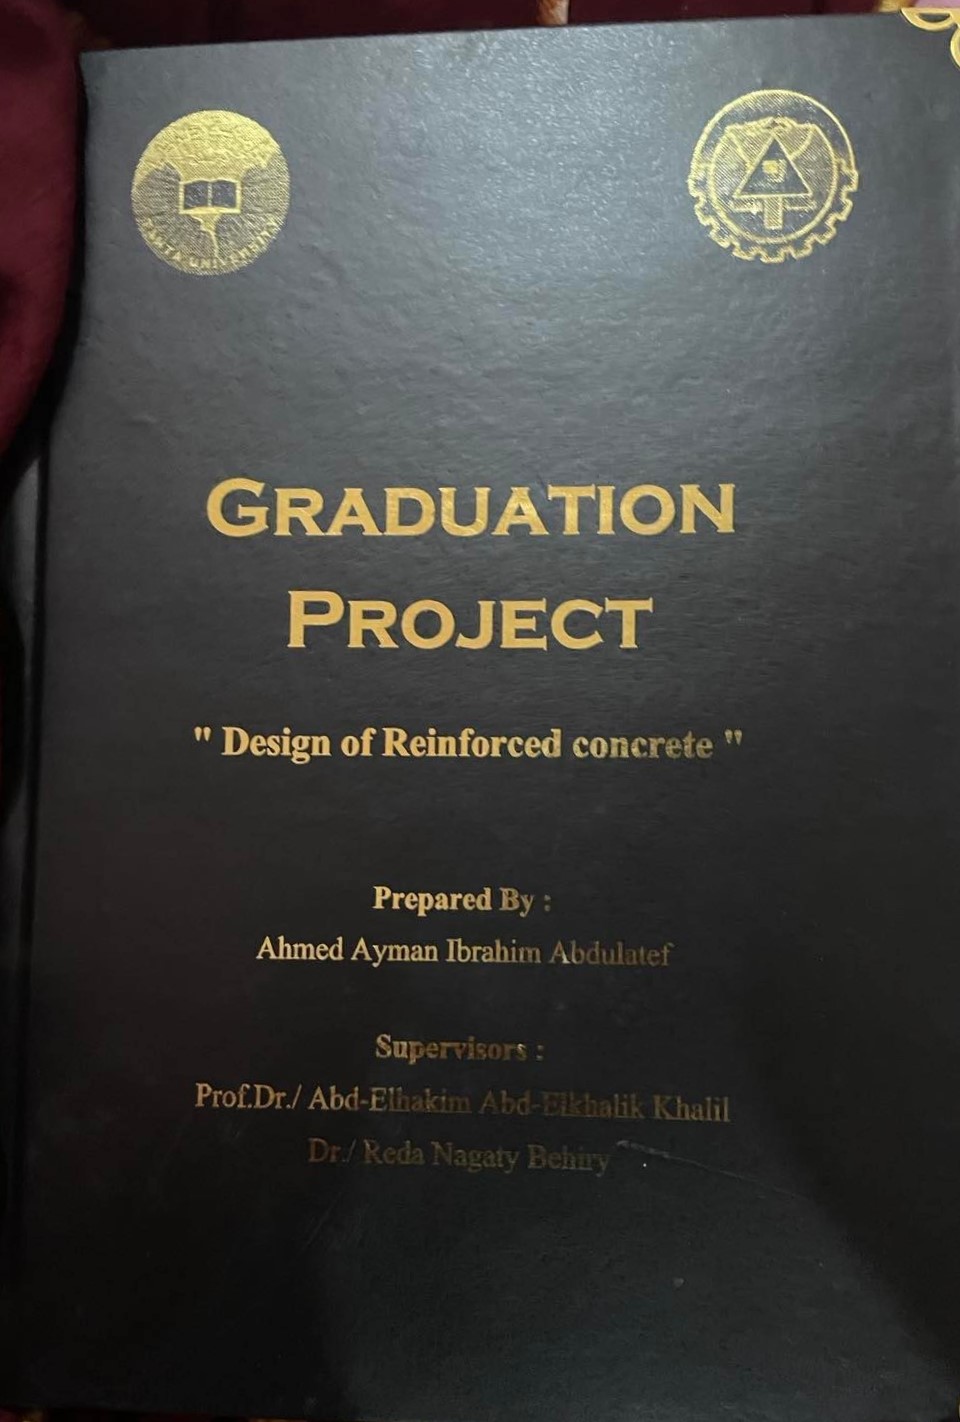 TANTA UNIVERSITY
GRADUATION
PROJECT
" Design of Reinforced concrete "
Prepared By :
Ahmed Ayman Ibrahim Abdulatef
Supervisors :
Prof.Dr./ Abd-Elhakim Abd-Elkhalik Khalil
Dr./ Reda Nagaty Behiry